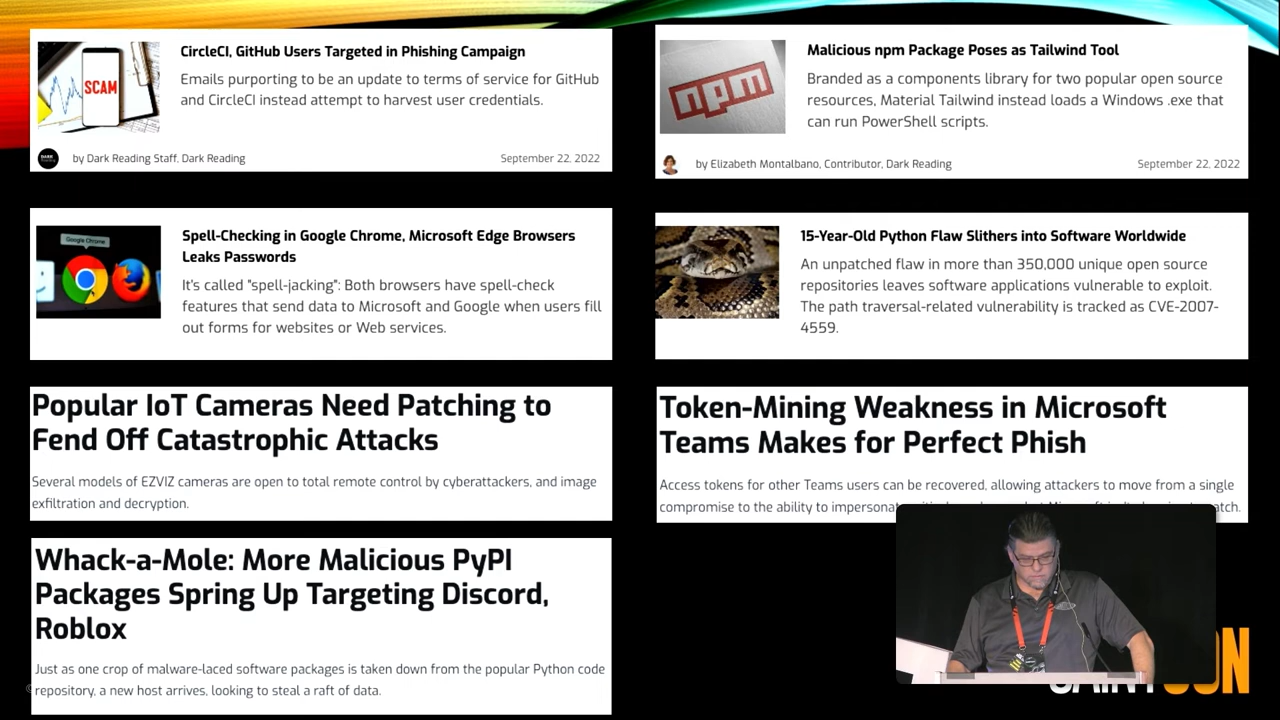 CircleCI, GitHub Users Targeted in Phishing Campaign
Emails purporting to be an update to terms of service for GitHub
and CircleCI instead attempt to harvest user credentials.
SCAM
by Dark Reading Staff, Dark Reading
September 22, 2022
Malicious npm Package Poses as Tailwind Tool
Branded as a components library for two popular open source
resources, Material Tailwind instead loads a Windows .exe that
can run PowerShell scripts.
npm
by Elizabeth Montalbano, Contributor, Dark Reading
September 22, 2022
Spell-Checking in Google Chrome, Microsoft Edge Browsers
Leaks Passwords
It's called "spell-jacking": Both browsers have spell-check
features that send data to Microsoft and Google when users fill
out forms for websites or Web services.
Google Chrome
15-Year-Old Python Flaw Slithers into Software Worldwide
An unpatched flaw in more than 350,000 unique open source
repositories leaves software applications vulnerable to exploit.
The path traversal-related vulnerability is tracked as CVE-2007-
4559.
Popular IoT Cameras Need Patching to
Fend Off Catastrophic Attacks
Several models of EZVIZ cameras are open to total remote control by cyberattackers, and image
exfiltration and decryption.
Token-Mining Weakness in Microsoft
Teams Makes for Perfect Phish
Access tokens for other Teams users can be recovered, allowing attackers to move from a single
compromise to the ability to
Whack-a-Mole: More Malicious PyPI
Packages Spring Up Targeting Discord,
Roblox
Just as one crop of malware-laced software packages is taken down from the popular Python code
repository, a new host arrives, looking to steal a raft of data.